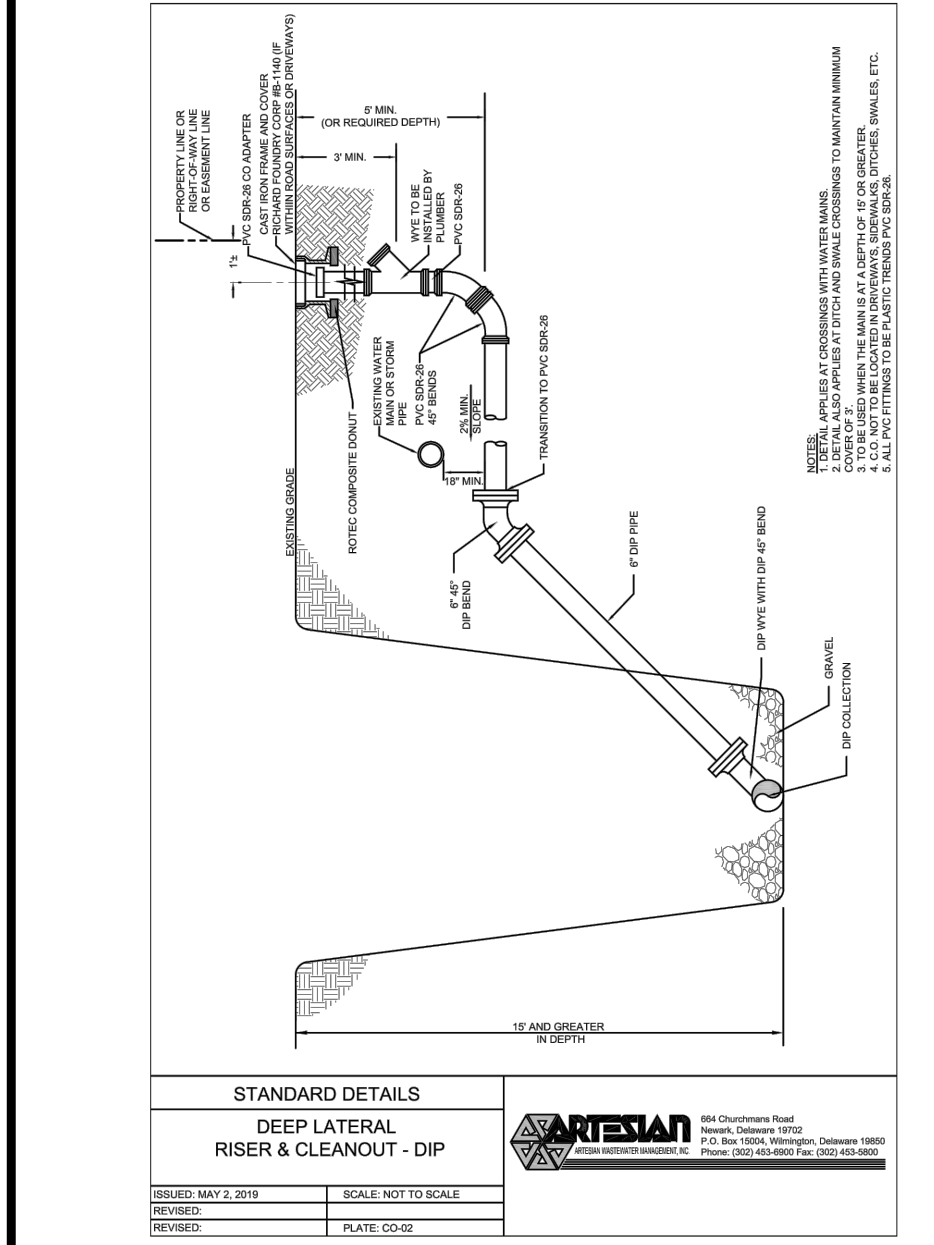 PROPERTY LINE OR
RIGHT-OF-WAY LINE
OR EASEMENT LINE
1'±
PVC SDR-26 CO ADAPTER
CAST IRON FRAME AND COVER
RICHARD FOUNDRY CORP #B-1140 (IF
WITHIIN ROAD SURFACES OR DRIVEWAYS)
5' MIN.
(OR REQUIRED DEPTH)
3' MIN.
WYE TO BE
INSTALLED BY
PLUMBER
PVC SDR-26
EXISTING GRADE
ROTEC COMPOSITE DONUT
EXISTING WATER
MAIN OR STORM
PIPE
PVC SDR-26
45° BENDS
2% MIN.
SLOPE
18" MIN.
TRANSITION TO PVC SDR-26
6" 45°
DIP BEND
6" DIP PIPE
DIP WYE WITH DIP 45° BEND
GRAVEL
DIP COLLECTION
15' AND GREATER
IN DEPTH
NOTES:
1. DETAIL APPLIES AT CROSSINGS WITH WATER MAINS.
2. DETAIL ALSO APPLIES AT DITCH AND SWALE CROSSINGS TO MAINTAIN MINIMUM
COVER OF 3'.
3. TO BE USED WHEN THE MAIN IS AT A DEPTH OF 15' OR GREATER.
4. C.O. NOT TO BE LOCATED IN DRIVEWAYS, SIDEWALKS, DITCHES, SWALES, ETC.
5. ALL PVC FITTINGS TO BE PLASTIC TRENDS PVC SDR-26.
STANDARD DETAILS
DEEP LATERAL
RISER & CLEANOUT - DIP
ISSUED: MAY 2, 2019
SCALE: NOT TO SCALE
REVISED:
REVISED:
PLATE: CO-02
ARTESIAN
ARTESIAN WASTEWATER MANAGEMENT, INC.
664 Churchmans Road
Newark, Delaware 19702
P.O. Box 15004, Wilmington, Delaware 19850
Phone: (302) 453-6900 Fax: (302) 453-5800